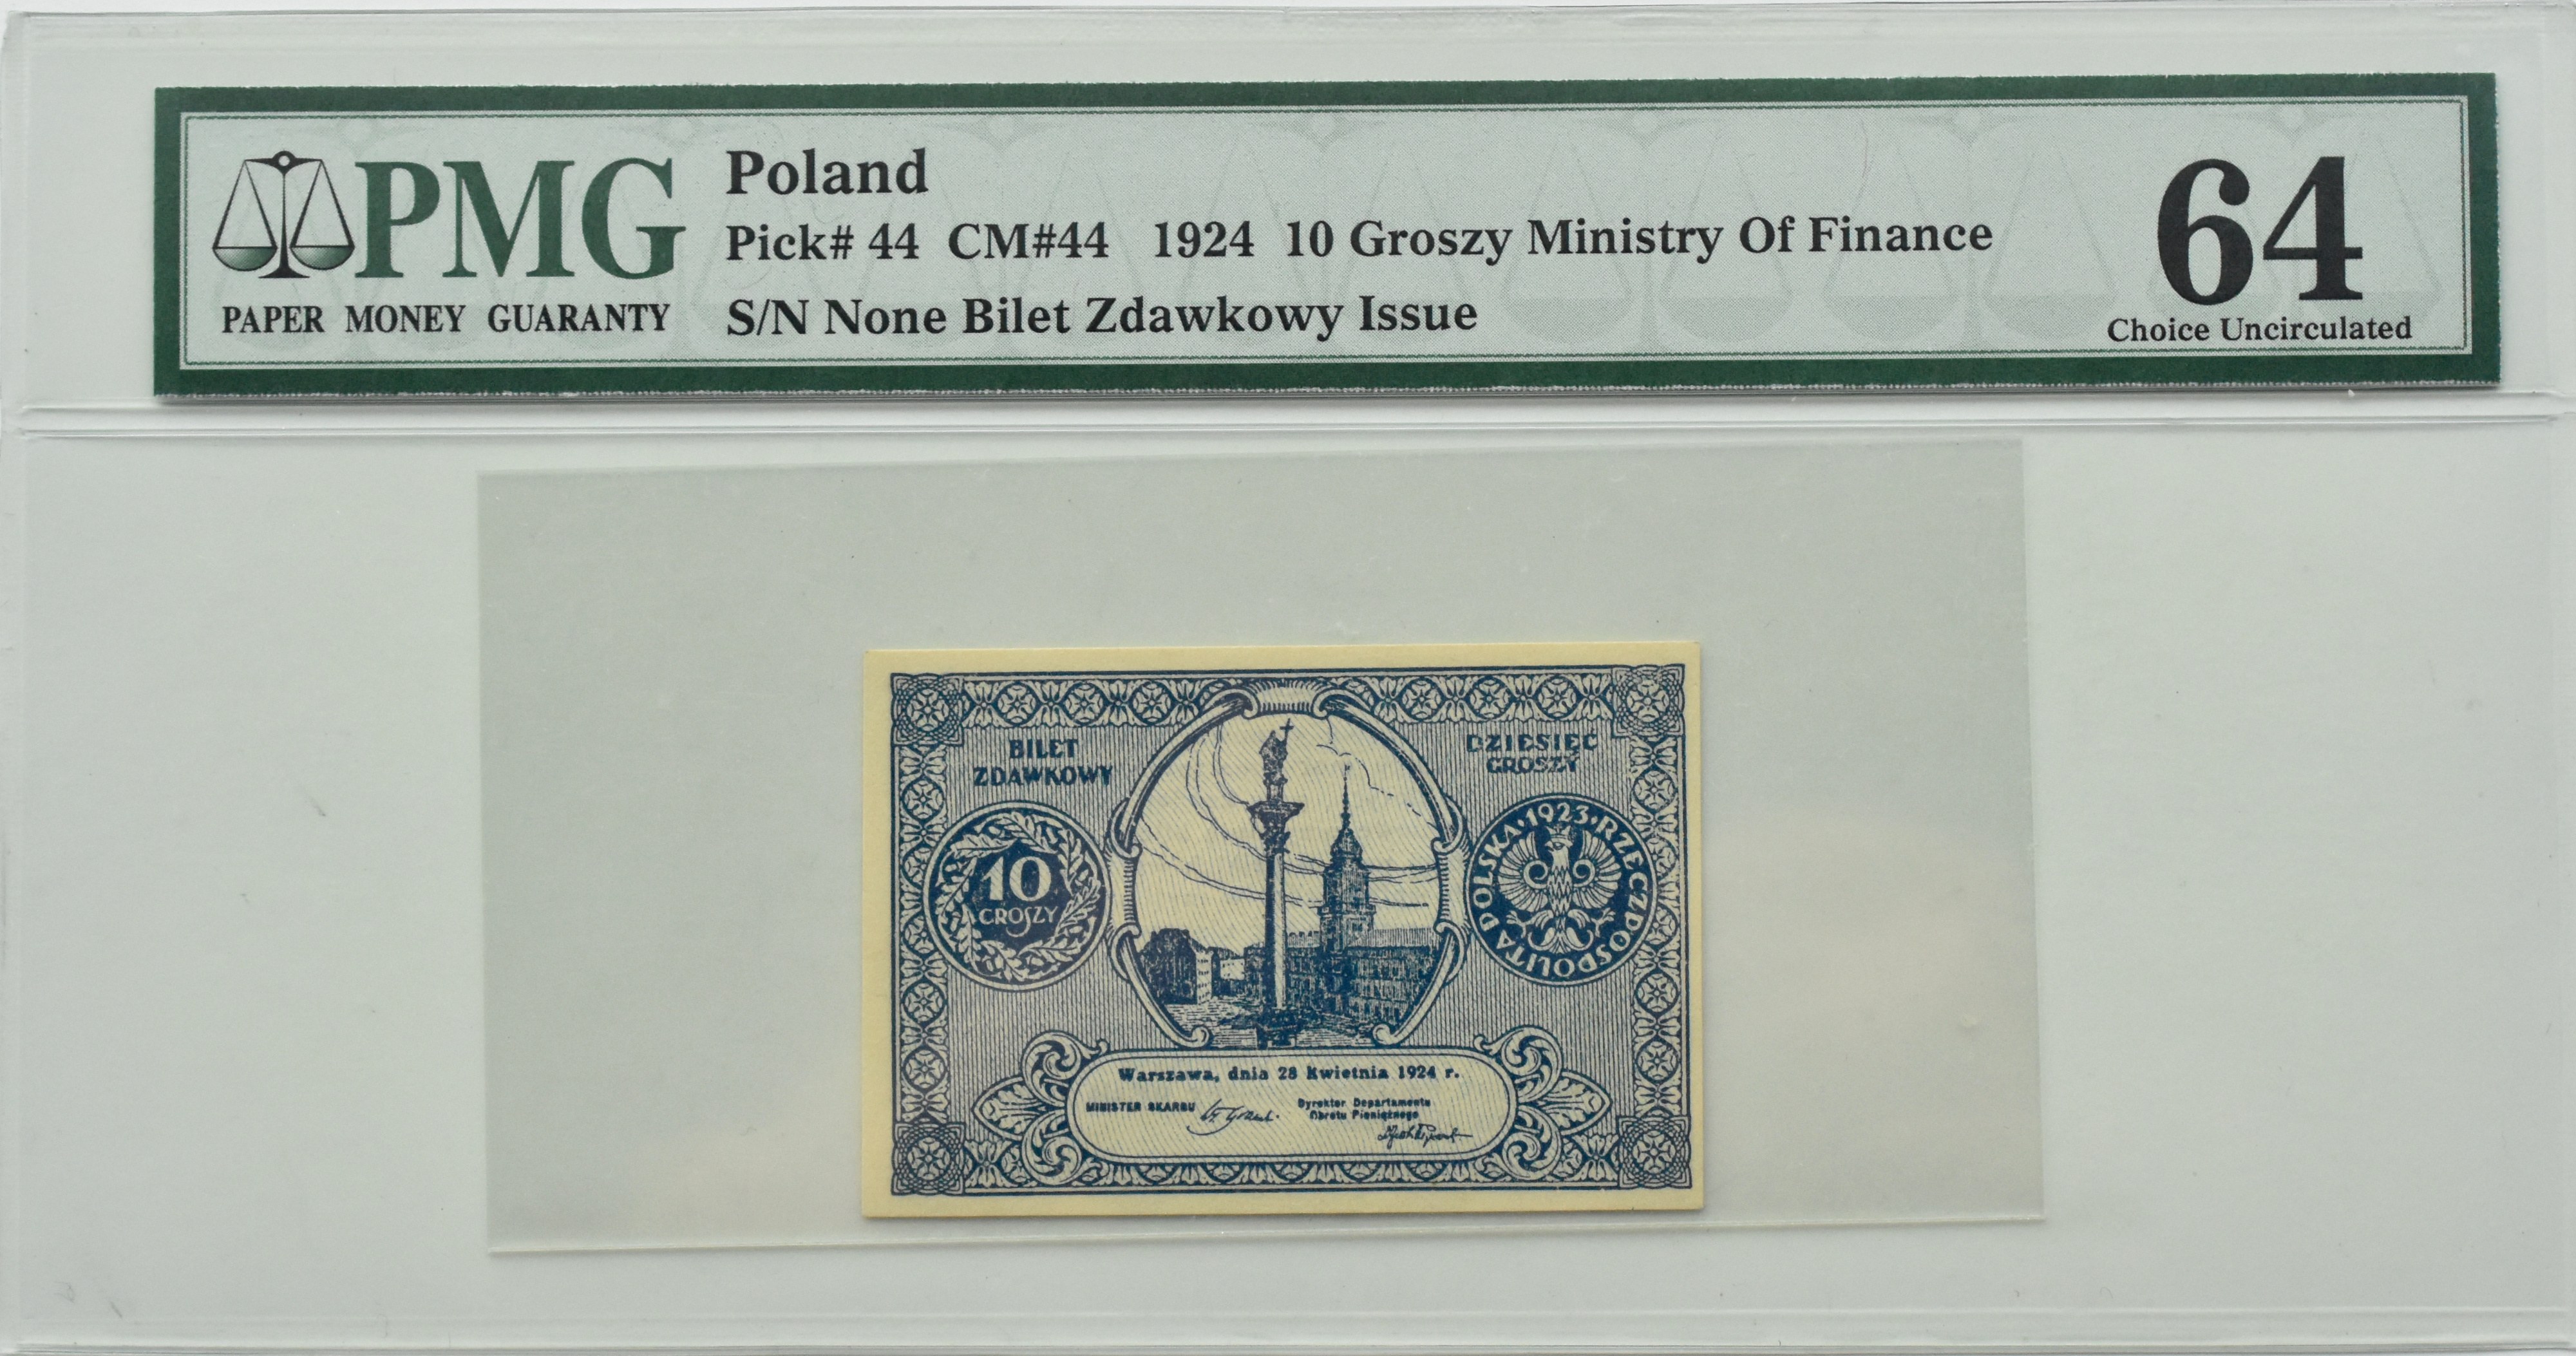 PMG
PAPER MONEY GUARANTY
Poland
Pick# 44 CM#44 1924 10 Groszy Ministry Of Finance
S/N None Bilet Zdawkowy Issue
64
Choice Uncirculated
BILET
ZDAWKOWY
DZIESIĘĆ
GROSZY
10
GROSZY
RZECZPOSPOLITA POLSKA • 1923 •
Warszawa, dnia 28 Kwietnia 1924 r.
MINISTER SKARBU
Dyrektor Departamentu
Obrotu Pieniężnego